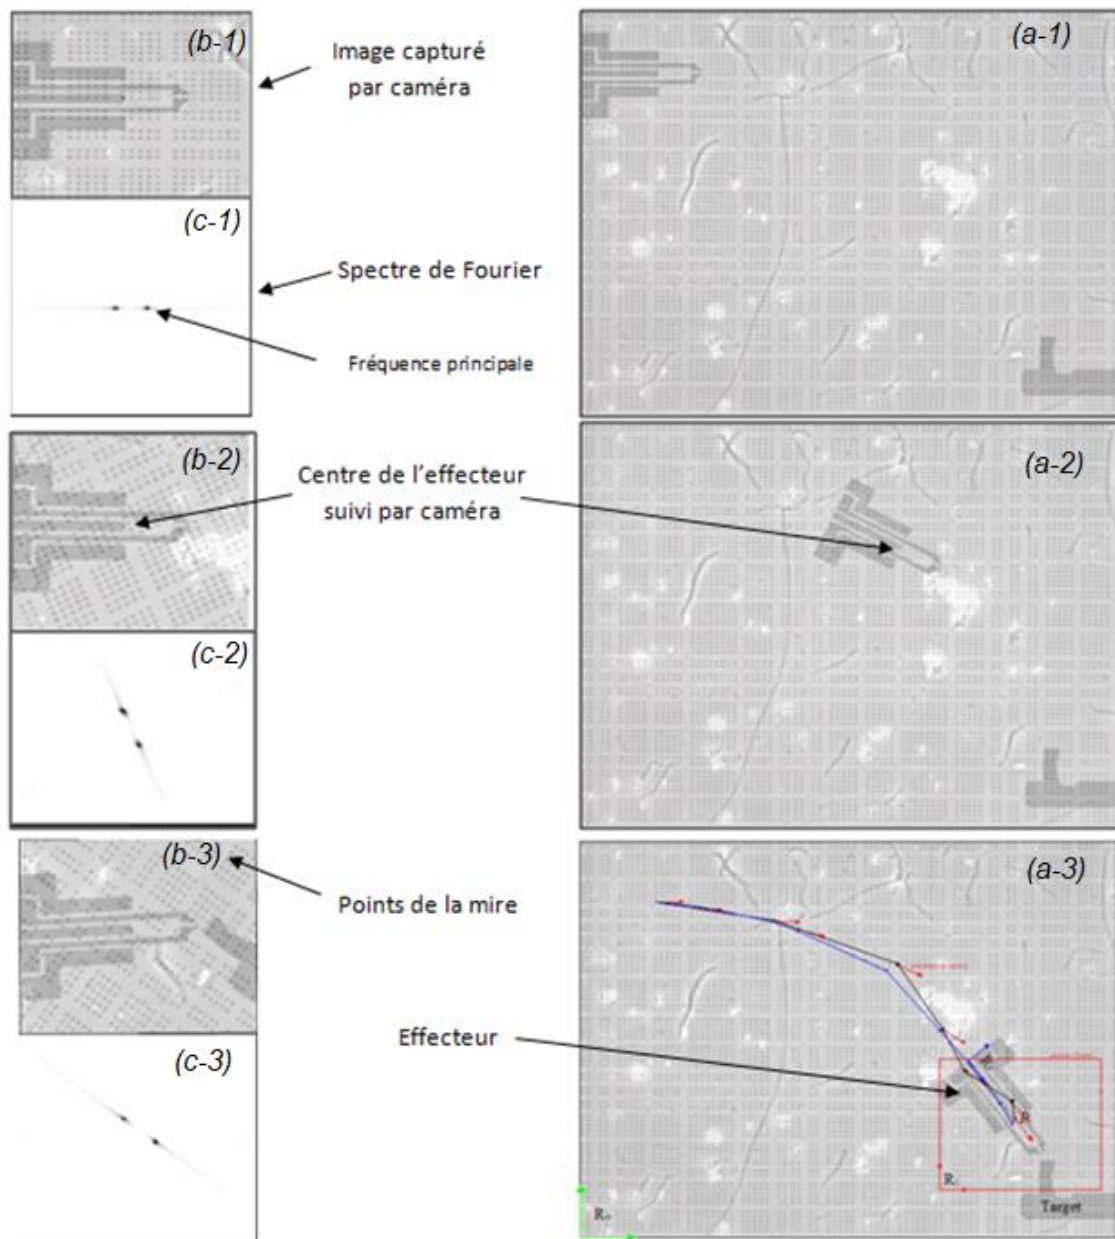 (b-1)
Image capturé
par caméra
(a-1)
(c-1)
Spectre de Fourier
Fréquence principale
(b-2)
Centre de l'effecteur
suivi par caméra
(a-2)
(c-2)
(b-3)
Points de la mire
(a-3)
Effecteur
(c-3)
R
R
Target